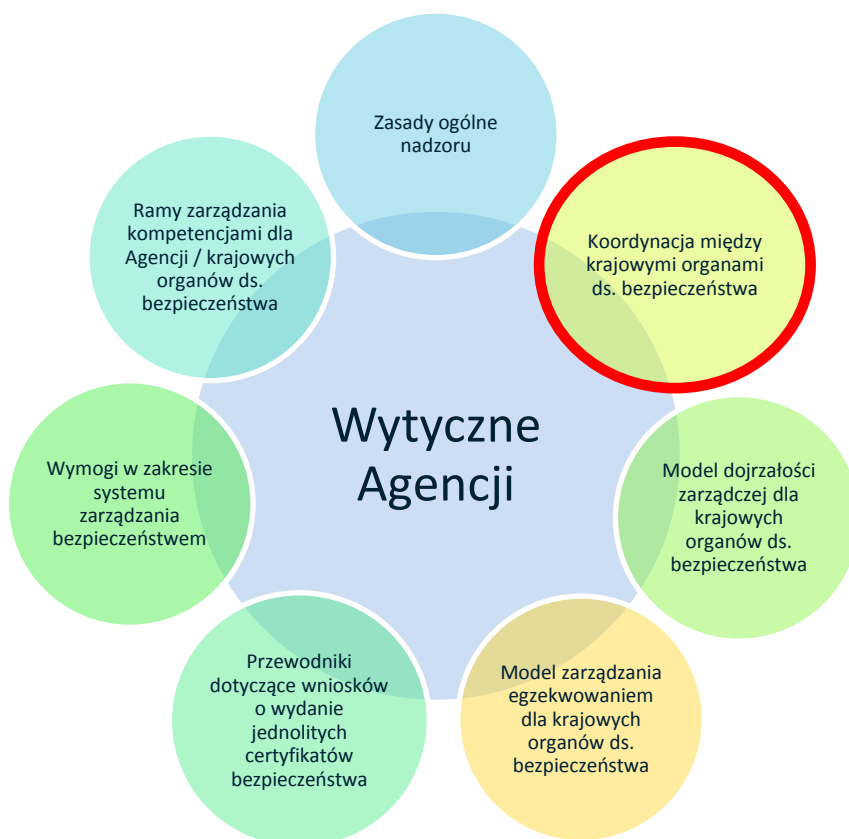 Zasady ogólne
nadzoru
Koordynacja między
krajowymi organami
ds. bezpieczeństwa
Model dojrzałości
zarządczej dla
krajowych
organów ds.
bezpieczeństwa
Model zarządzania
egzekwowaniem
dla krajowych
organów ds.
bezpieczeństwa
Przewodniki
dotyczące wniosków
o wydanie
jednolitych
certyfikatów
bezpieczeństwa
Wymogi w zakresie
systemu
zarządzania
bezpieczeństwem
Ramy zarządzania
kompetencjami dla
Agencji / krajowych
organów ds.
bezpieczeństwa
Wytyczne
Agencji